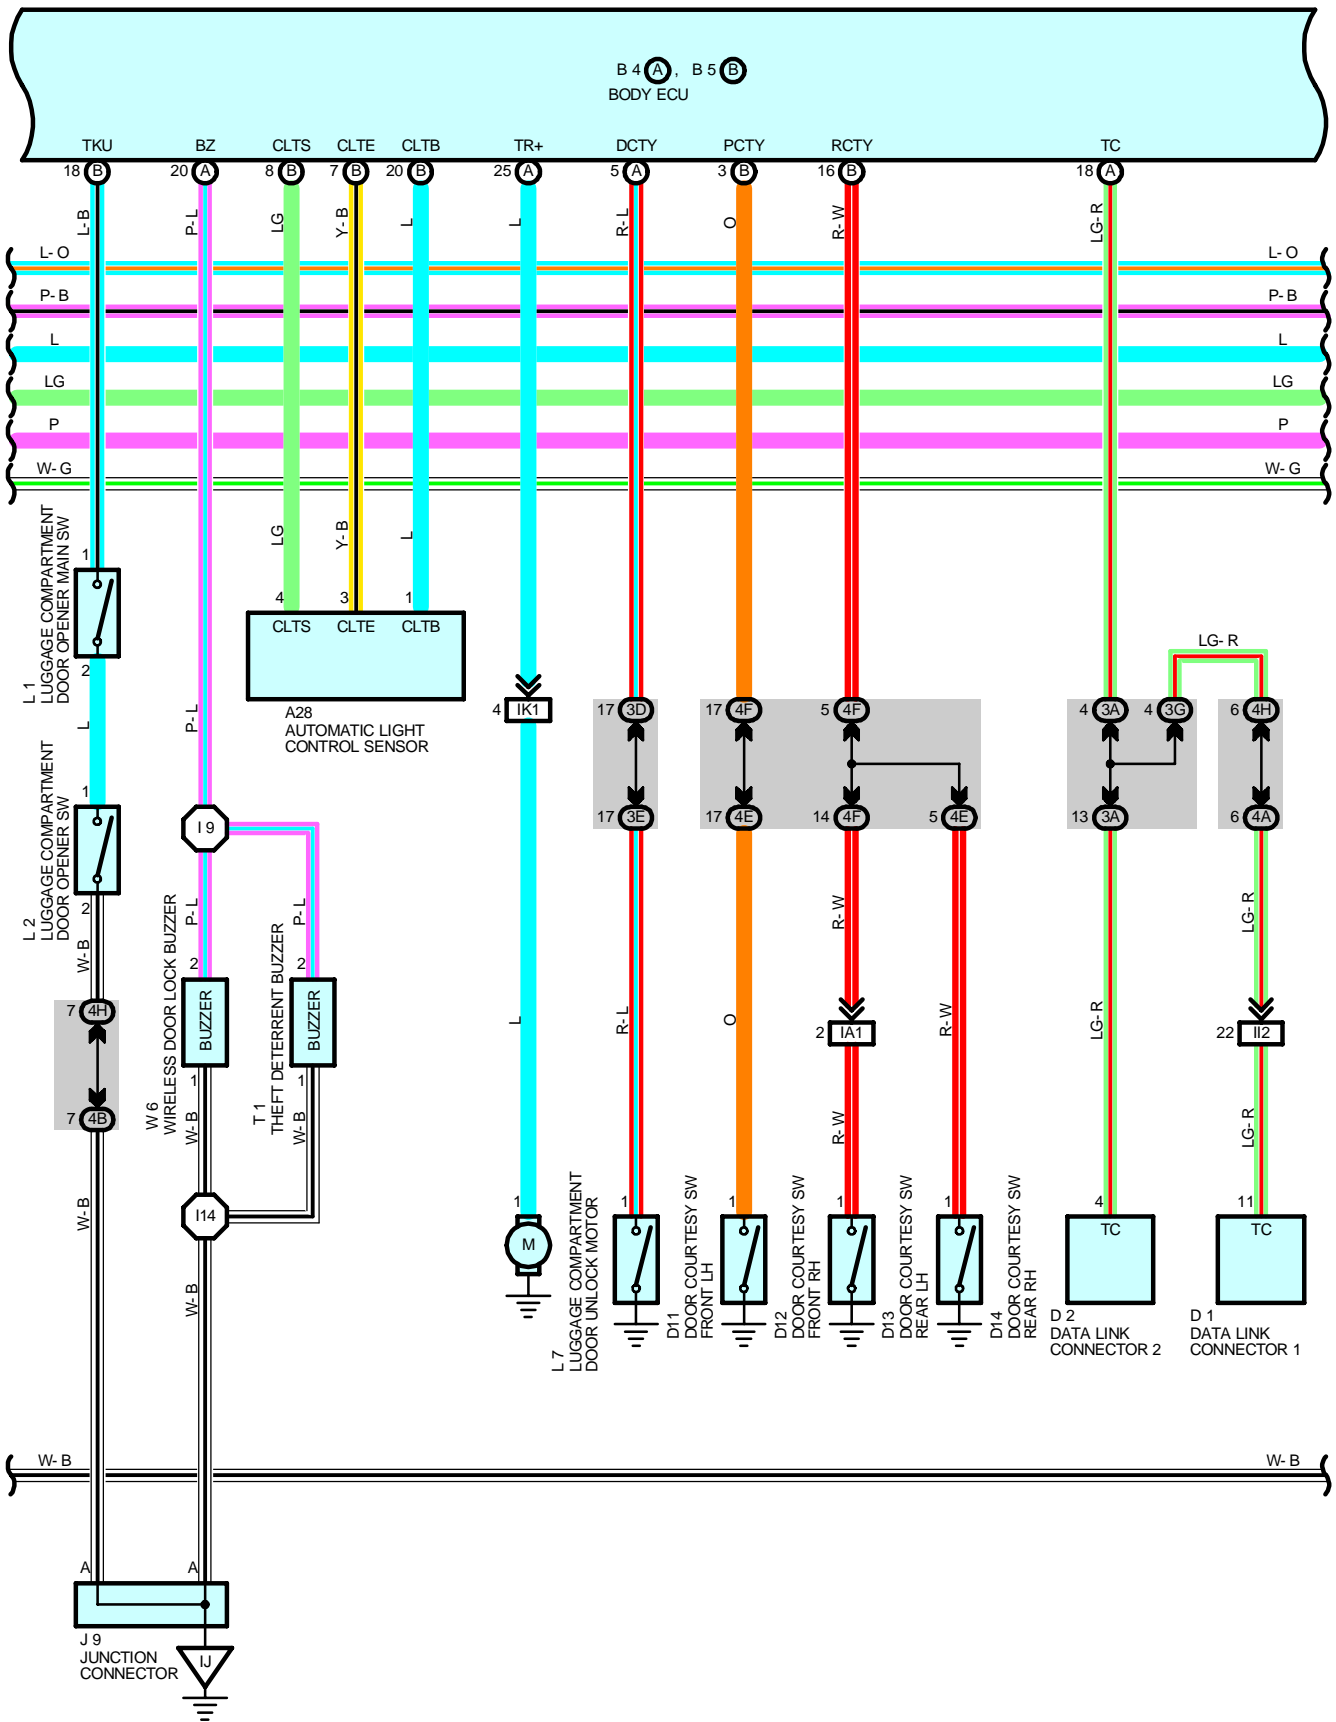 B 4 A , B 5 B
BODY ECU
TKU BZ CLTS CLTE CLTB TR+ DCTY PCTY RCTY TC
18 B 20 A 8 B 7 B 20 B 25 A 5 A 3 B 16 B 18 A
L- B P- L LG Y- B L L R- L O R- W LG- R
L- O L- O
P- B P- B
L L
LG LG
P P
W- G W- G
LG Y- B L
1
L 1
LUGGAGE COMPARTMENT
DOOR OPENER MAIN SW
2
4 3 1
CLTS CLTE CLTB
A28
AUTOMATIC LIGHT
CONTROL SENSOR
LG- R
4 IK1
17 3D 17 4F 5 4F 4 3A 4 3G 6 4H
L P- L
1
L 2
LUGGAGE COMPARTMENT
DOOR OPENER SW
2
I 9
17 3E 17 4E 14 4F 5 4E 13 3A 6 4A
W- B P- L P- L R- W LG- R
2 2
W 6
WIRELESS DOOR LOCK BUZZER
BUZZER
T 1
THEFT DETERRENT BUZZER
BUZZER
1 1
7 4H
7 4B
L R- L O R- W LG- R
2 IA1
22 II2
W- B W- B R- W LG- R
W- B
I14
W- B
1 1 1 1 1 4 11
M
L 7
LUGGAGE COMPARTMENT
DOOR UNLOCK MOTOR
D11
DOOR COURTESY SW
FRONT LH
D12
DOOR COURTESY SW
FRONT RH
D13
DOOR COURTESY SW
REAR LH
D14
DOOR COURTESY SW
REAR RH
TC TC
D 2
DATA LINK
CONNECTOR 2
D 1
DATA LINK
CONNECTOR 1
W- B W- B
A A
J 9
JUNCTION
CONNECTOR
IJ